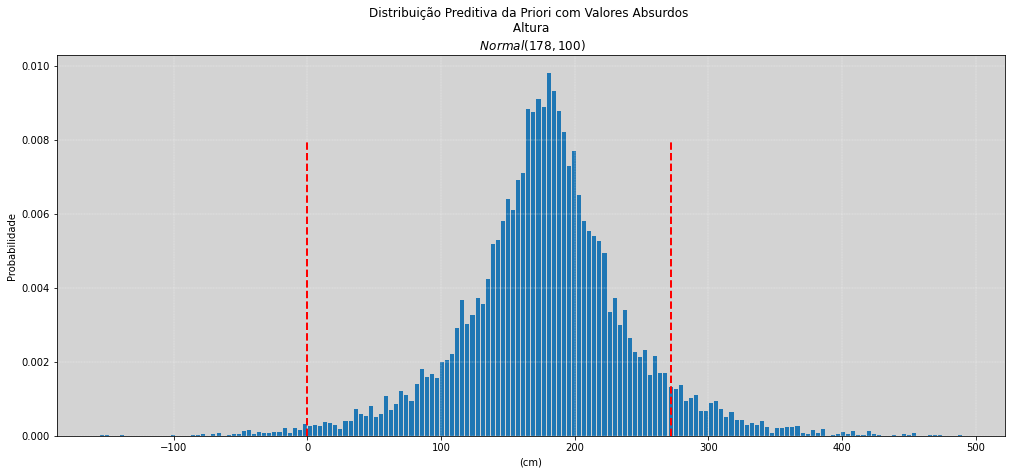 Distribuição Preditiva da Priori com Valores Absurdos
Altura
Normal(178, 100)
0.010
0.008
0.006
0.004
0.002
0.000
Probabilidade
−100
0
100
200
300
400
500
(cm)